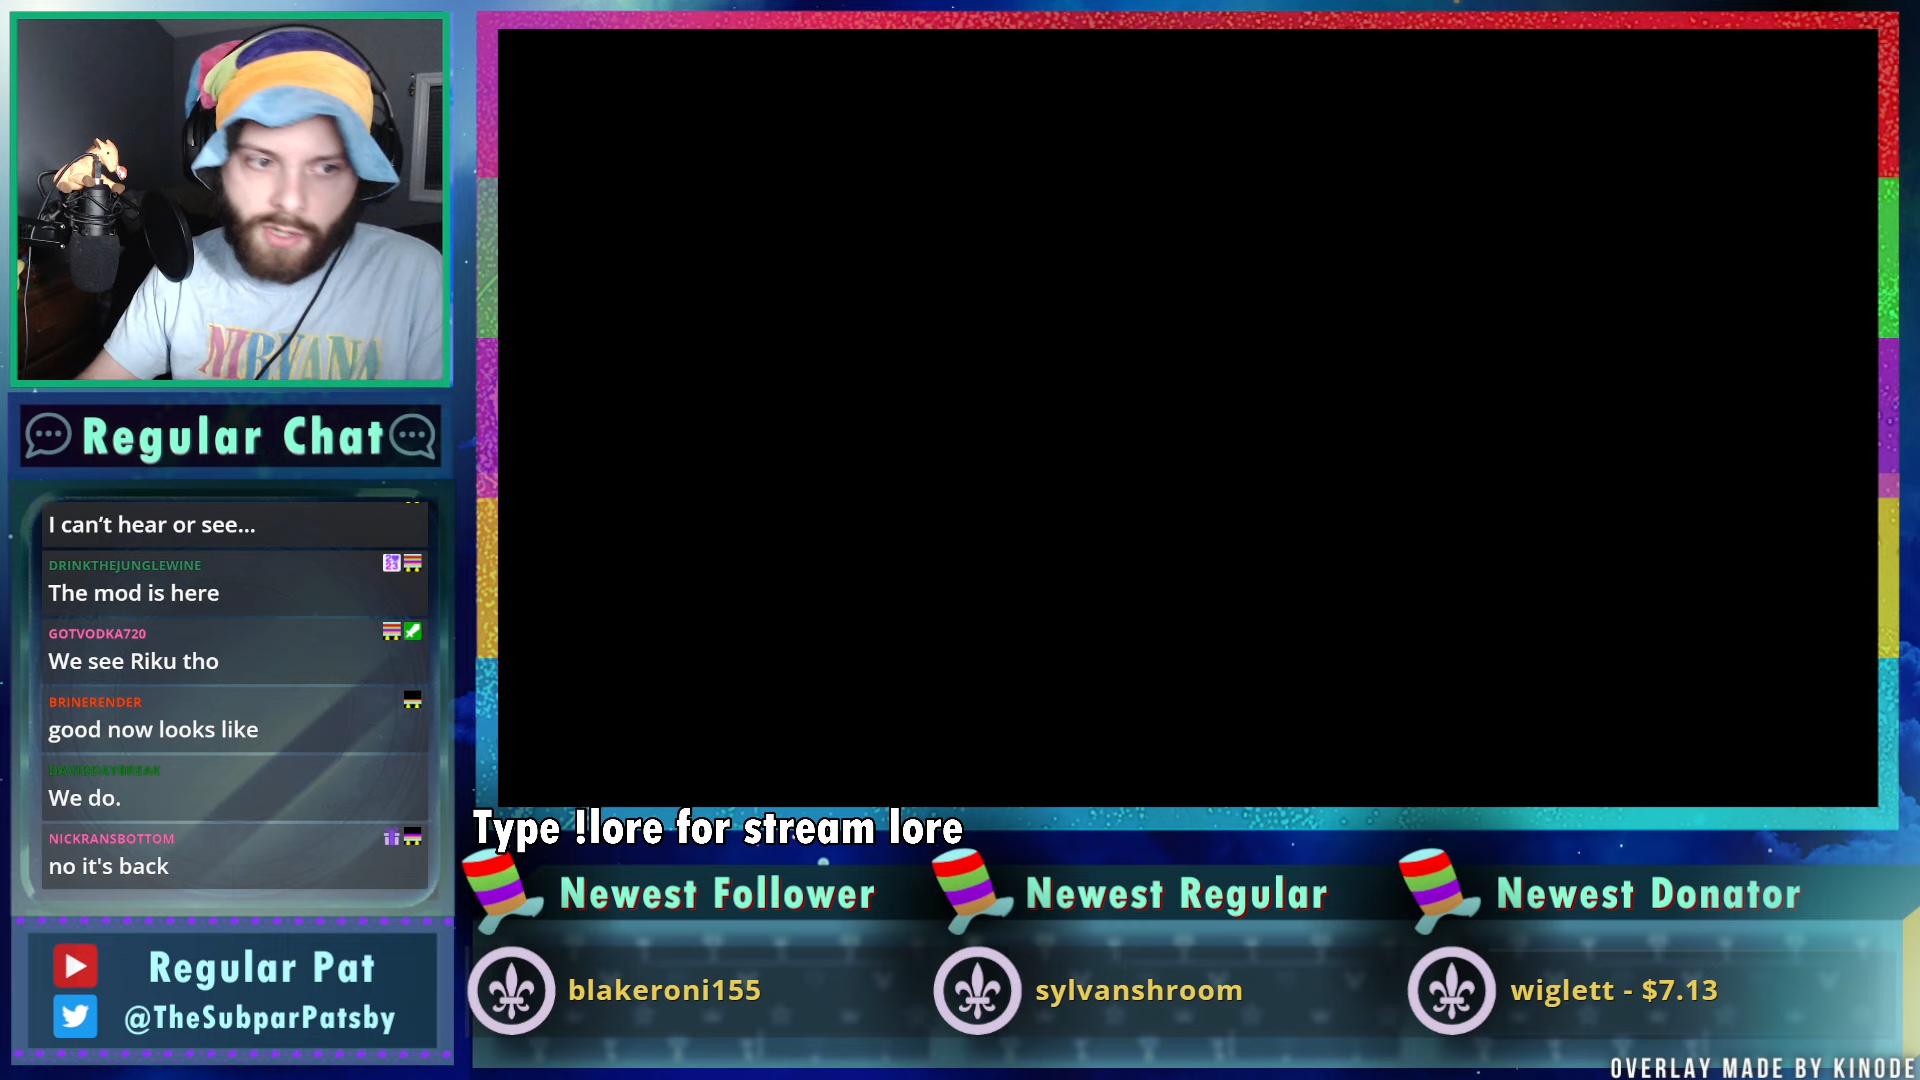 NIRVANA
Regular Chat
I can't hear or see...
DRINKTHEJUNGLEWINE
The mod is here
GOTVODKA720
We see Riku tho
BRINERENDER
good now looks like
DAVIDDAYBREAK
We do.
NICKRANSBOTTOM
no it's back
Regular Pat
@TheSubparPatsby
Type !lore for stream lore
Newest Follower
blakeroni155
Newest Regular
sylvanshroom
Newest Donator
wiglett - $7.13
OVERLAY MADE BY KINODE